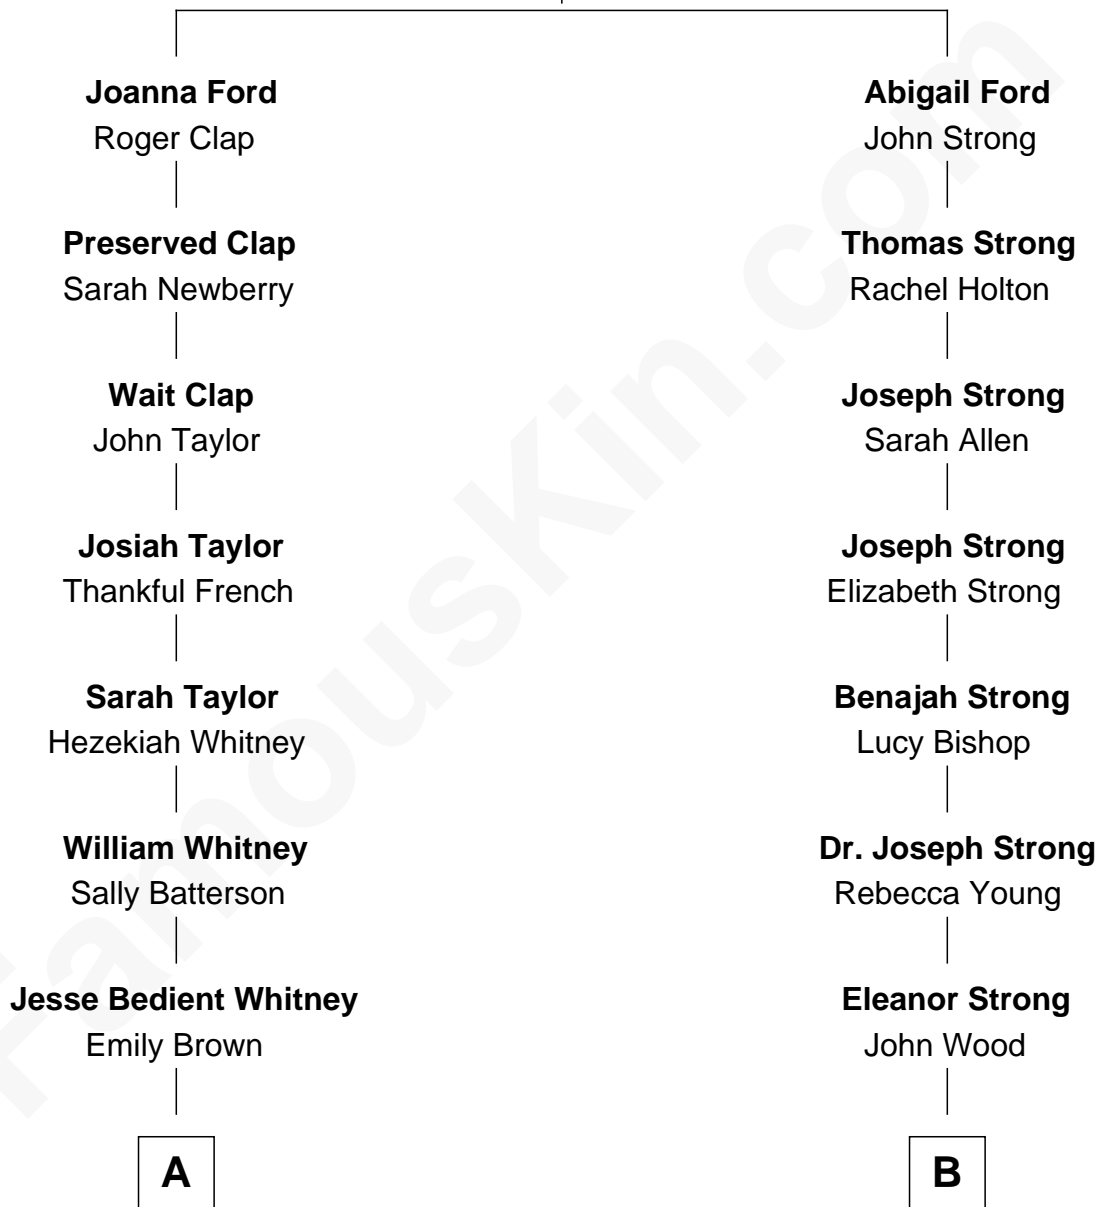 Joanna Ford
Roger Clap
Preserved Clap
Sarah Newberry
Wait Clap
John Taylor
Josiah Taylor
Thankful French
Sarah Taylor
Hezekiah Whitney
William Whitney
Sally Batterson
Jesse Bedient Whitney
Emily Brown
A
Abigail Ford
John Strong
Thomas Strong
Rachel Holton
Joseph Strong
Sarah Allen
Joseph Strong
Elizabeth Strong
Benajah Strong
Lucy Bishop
Dr. Joseph Strong
Rebecca Young
Eleanor Strong
John Wood
B
FamousKin.com